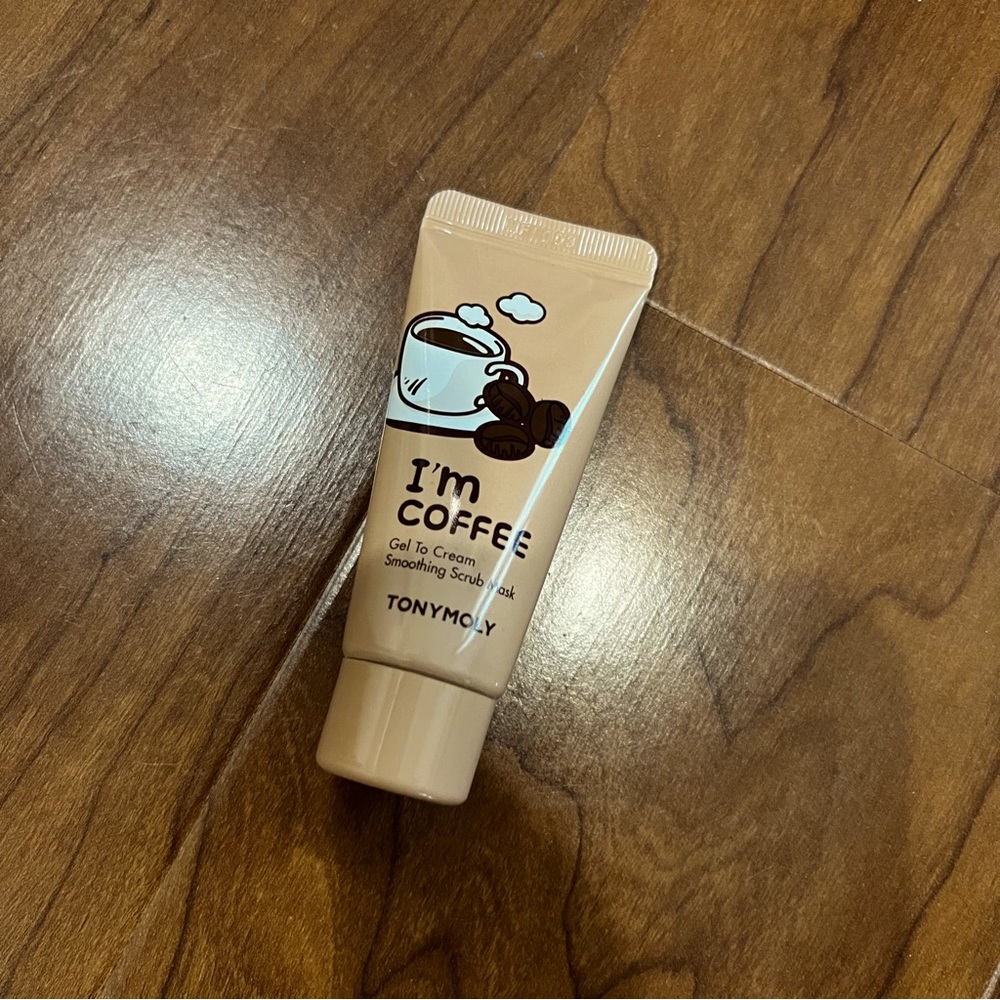 I'm
COFFEE
Gel To Cream
Smoothing Scrub Mask
TONYMOLY